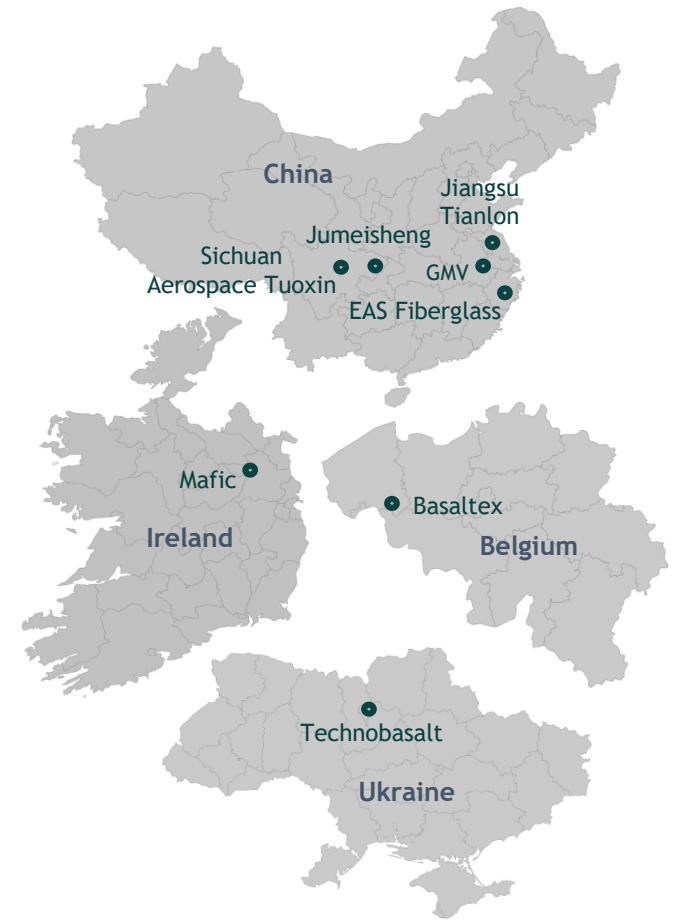 China
Jiangsu
Tianlon
Jumeisheng
Sichuan
Aerospace Tuoxin
GMV
EAS Fiberglass
Mafic
Ireland
Basaltex
Belgium
Technobasalt
Ukraine